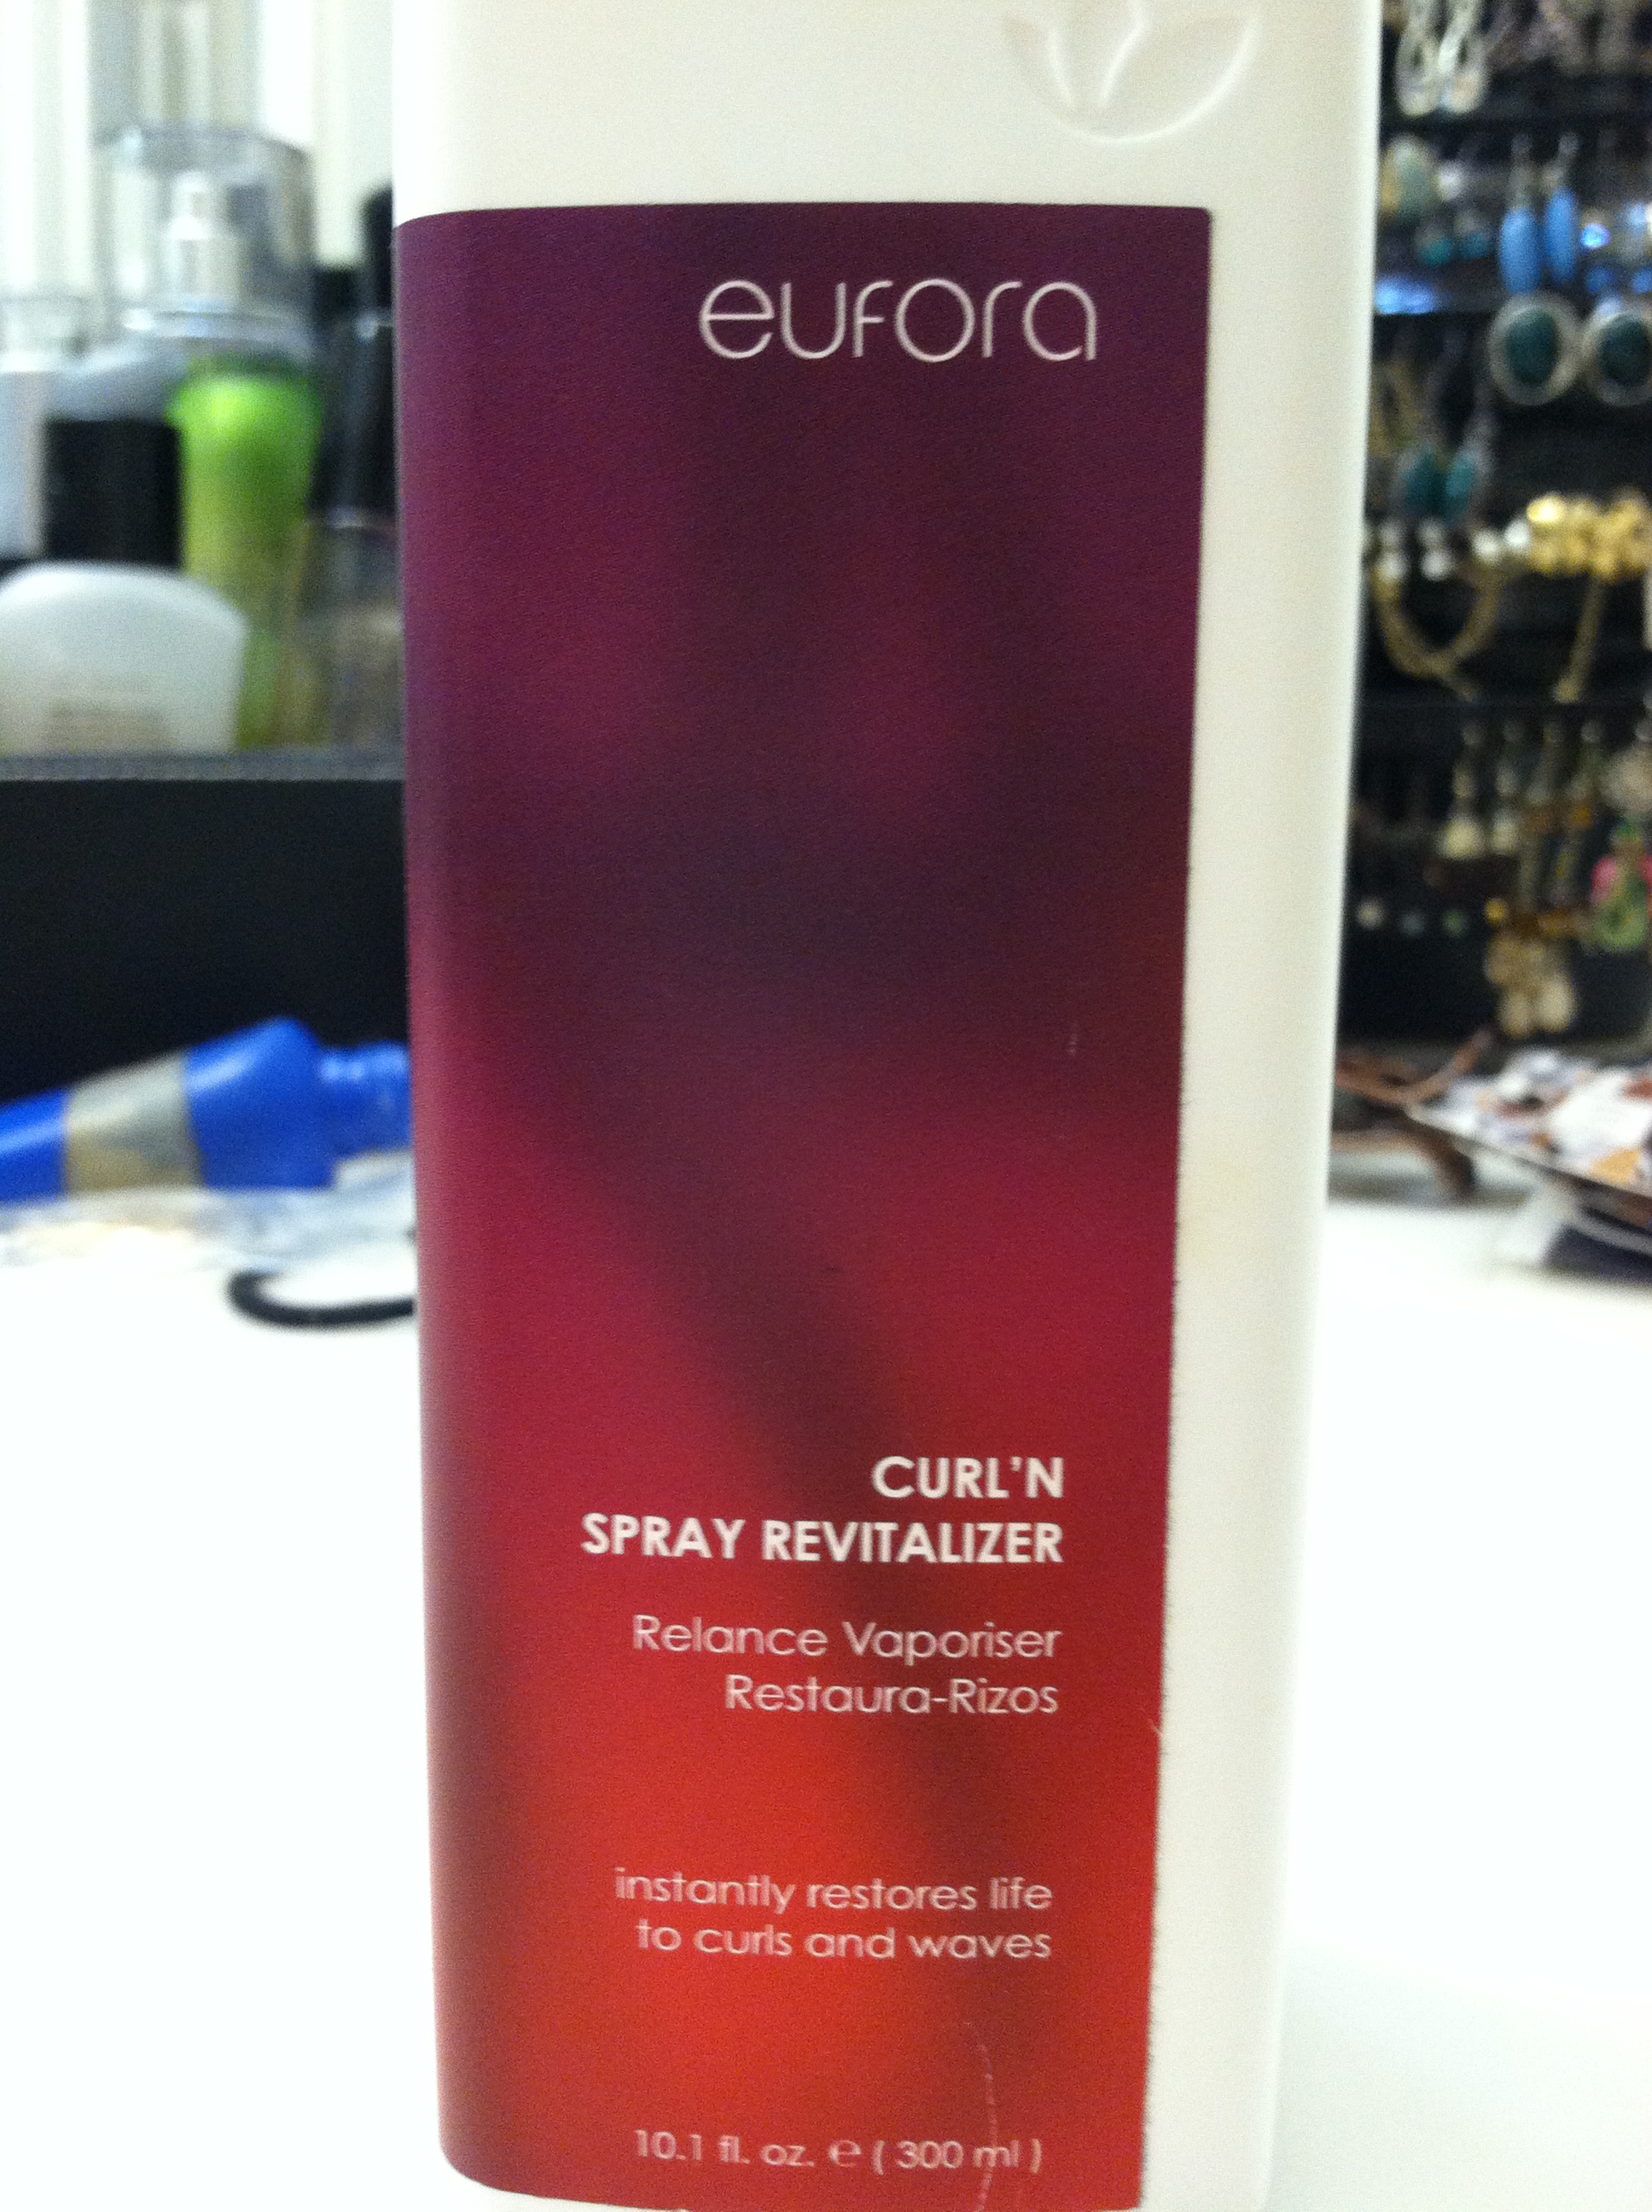 eufora
CURL'N
SPRAY REVITALIZER
Relance Vaporiser
Restaura-Rizos
instantly restores life
to curls and waves
10.1 fl. oz. ℮ ( 300 ml )